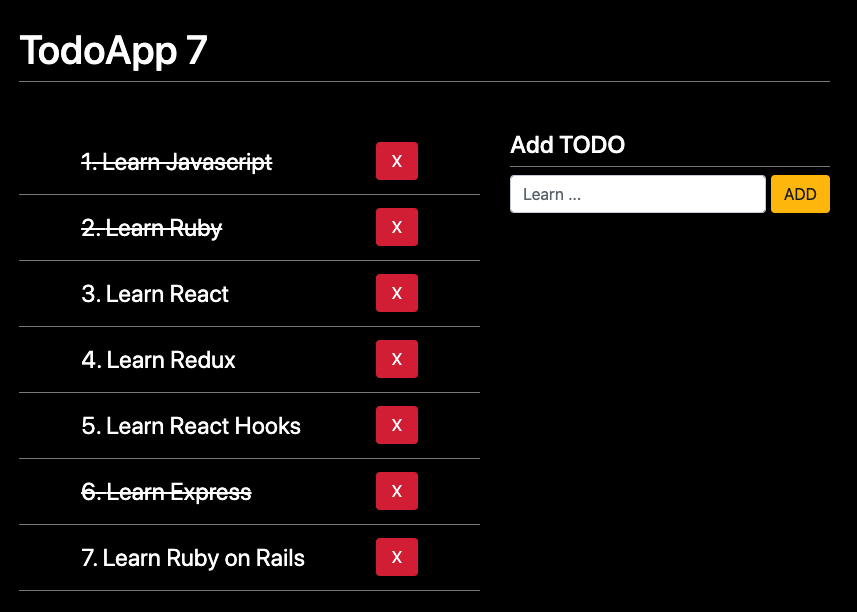 TodoApp 7
1. Learn Javascript X
2. Learn Ruby X
3. Learn React X
4. Learn Redux X
5. Learn React Hooks X
6. Learn Express X
7. Learn Ruby on Rails X
Add TODO
Learn ... ADD